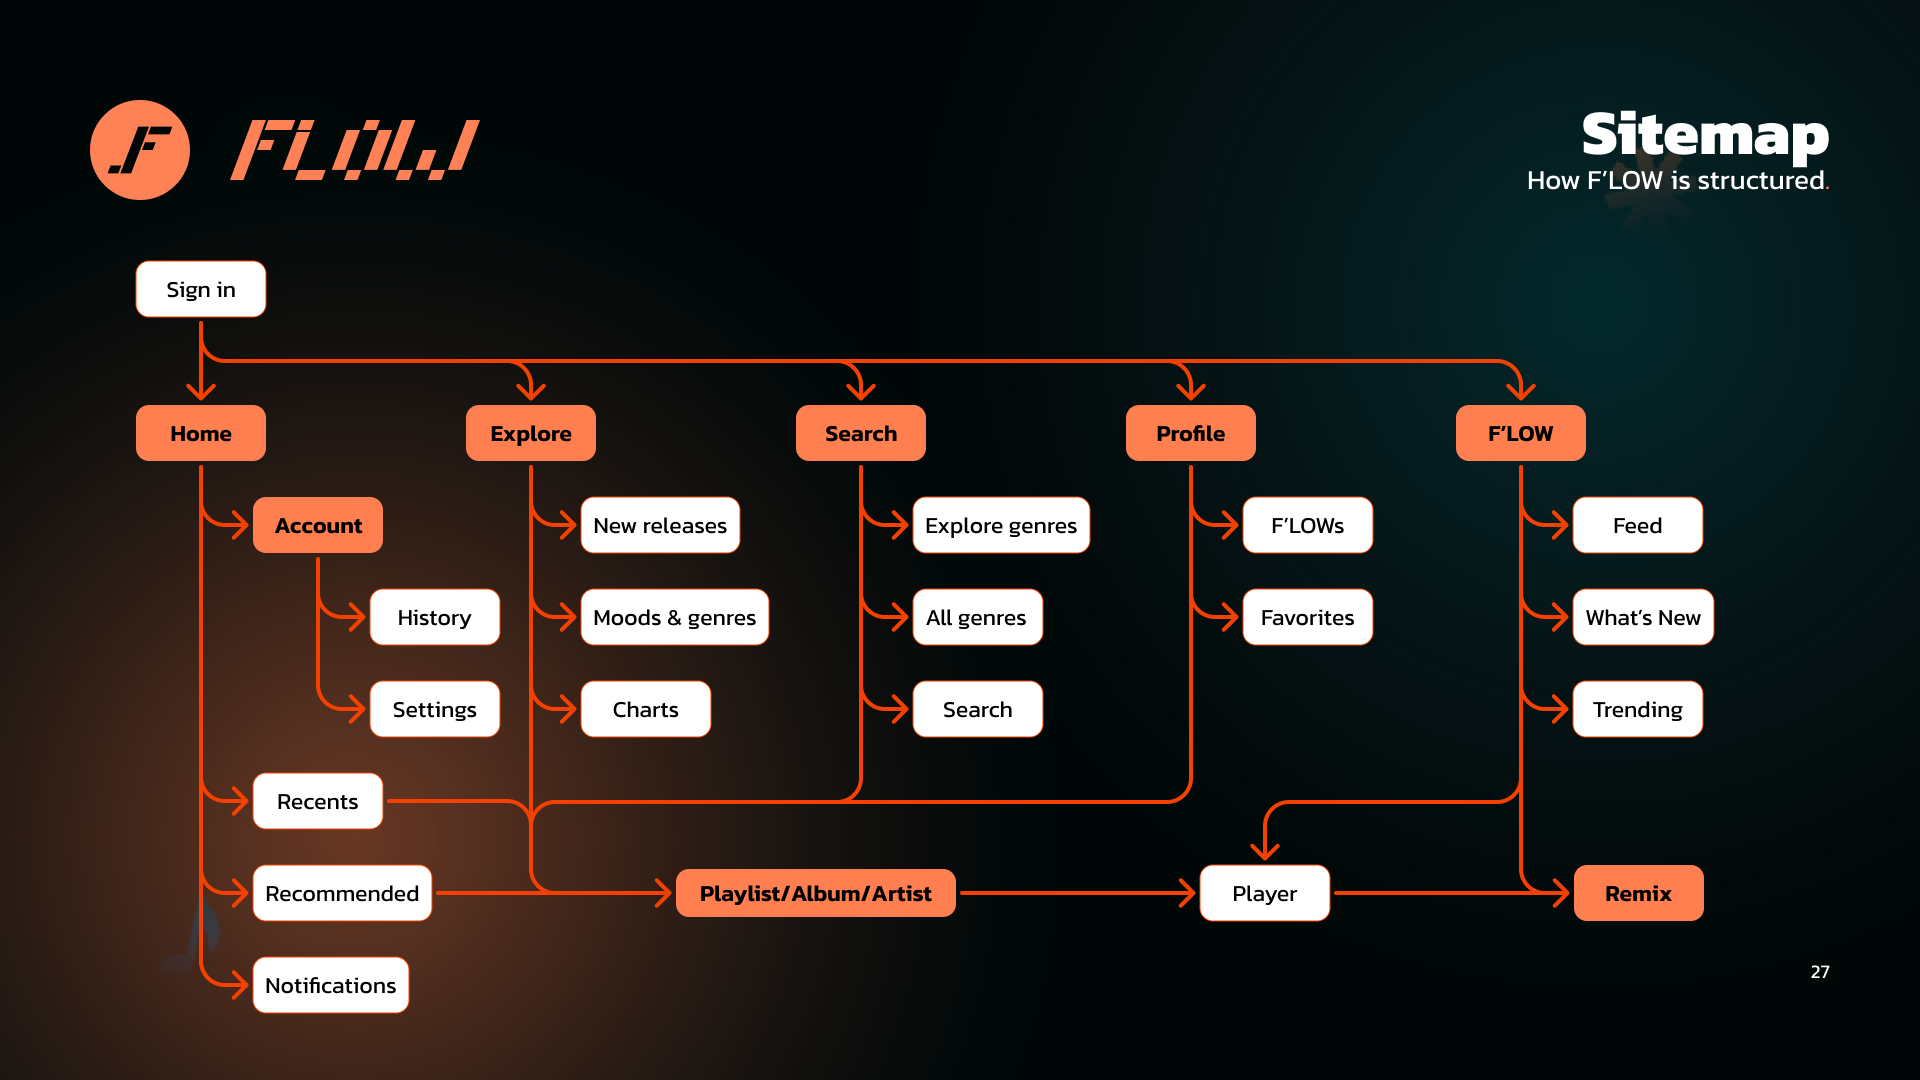 F
FLOW
Sitemap
How F’LOW is structured.
Sign in
Home
Explore
Search
Profile
F’LOW
Account
New releases
Explore genres
F’LOWs
Feed
History
Moods & genres
All genres
Favorites
What’s New
Settings
Charts
Search
Trending
Recents
Recommended
Playlist/Album/Artist
Player
Remix
Notifications
27